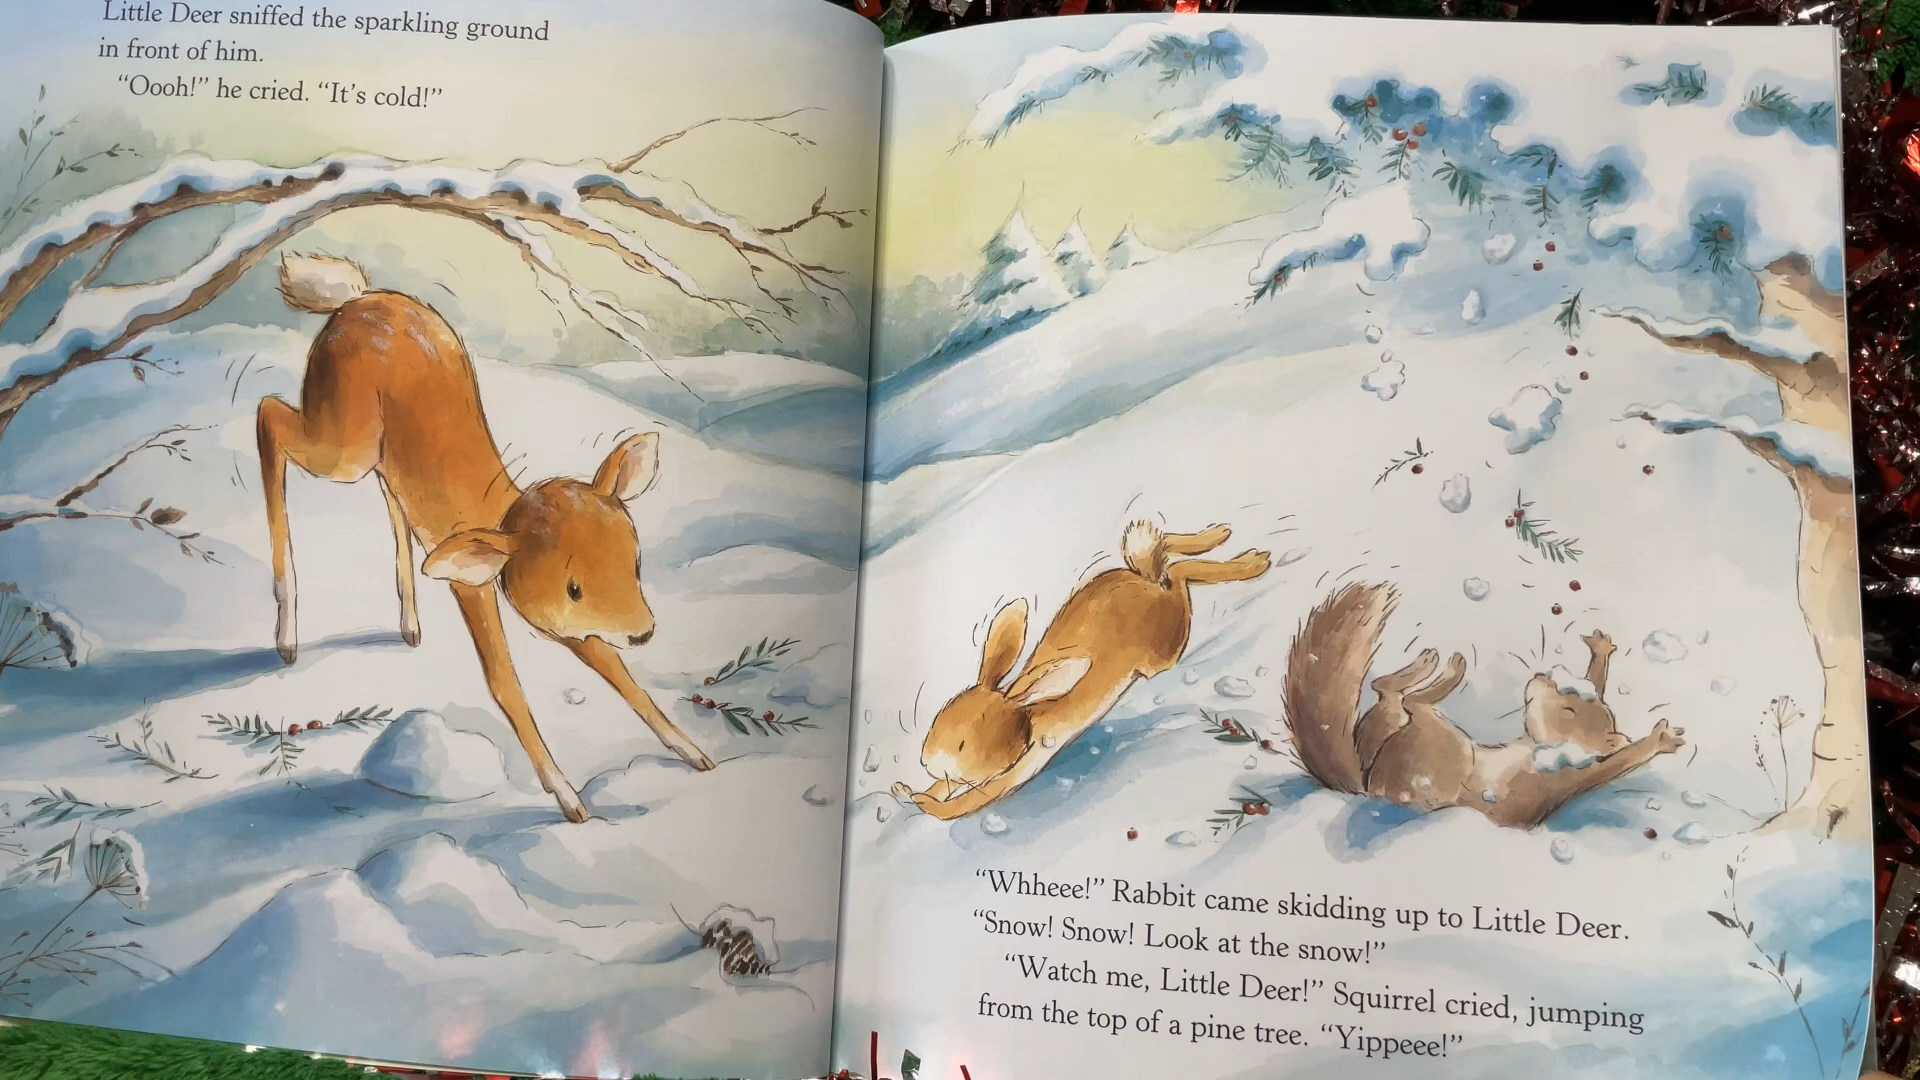 Little Deer sniffed the sparkling ground
in front of him.
“Oooh!” he cried. “It’s cold!”
“Whheee!” Rabbit came skidding up to Little Deer.
“Snow! Snow! Look at the snow!”
“Watch me, Little Deer!” Squirrel cried, jumping
from the top of a pine tree. “Yippeee!”